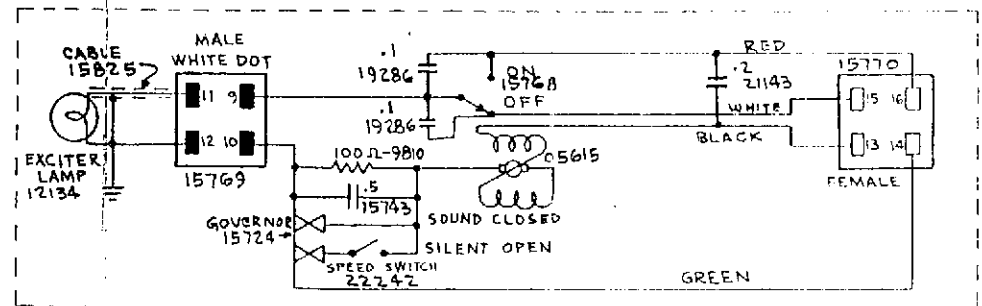 CABLE
15825
MALE
WHITE DOT
11 9
12 10
15769
EXCITER
LAMP
12134
.1
19286
.1
19286
ON
15768
OFF
RED
.2
21143
WHITE
BLACK
15770
15 16
13 14
FEMALE
100Ω-9810
.5
15743
05615
GOVERNOR
15724
SOUND CLOSED
SILENT OPEN
SPEED SWITCH
22242
GREEN